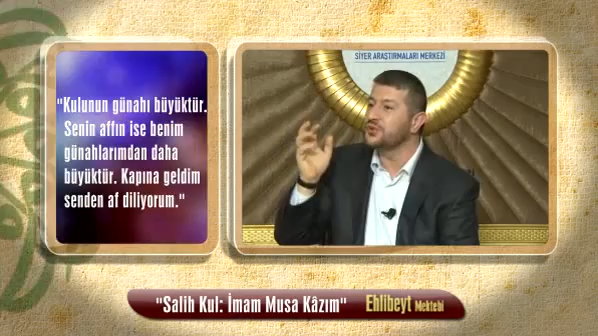 SİYER ARAŞTIRMALARI MERKEZİ
"Kulunun günahı büyüktür.
Senin affın ise benim
günahlarımdan daha
büyüktür. Kapına geldim
senden af diliyorum."
"Salih Kul: İmam Musa Kâzım" Ehlibeyt Mektebi